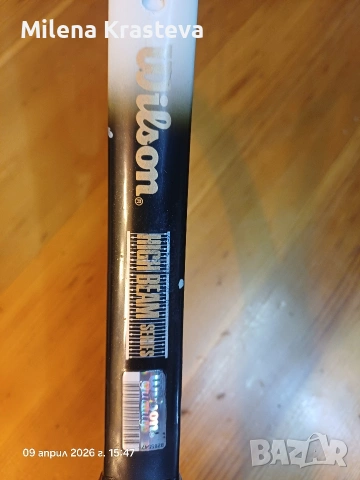 Milena Krasteva
Wilson®
HIGH BEAM
SERIES
Wilson
09 април 2026 г. 15:47
BAZAR